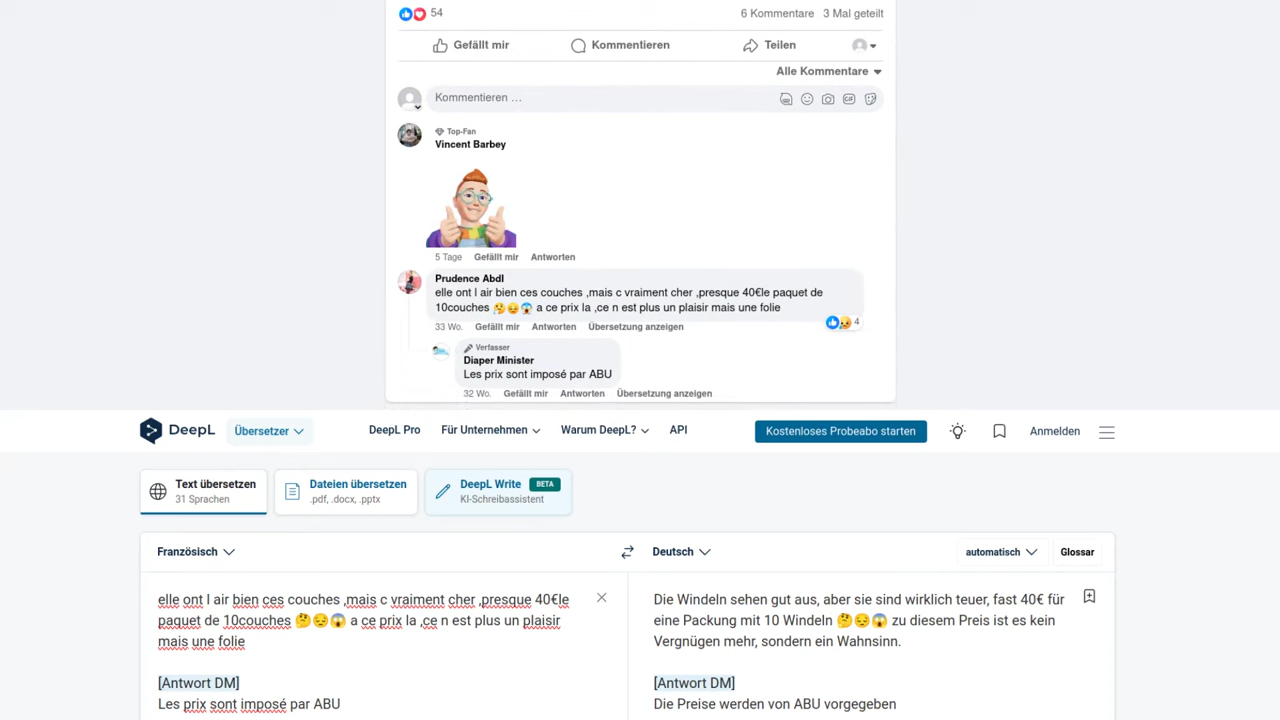 54
6 Kommentare 3 Mal geteilt
Gefällt mir Kommentieren Teilen
Alle Kommentare
Kommentieren …
GIF
Top-Fan
Vincent Barbey
5 Tage Gefällt mir Antworten
Prudence Abdl
elle ont l air bien ces couches ,mais c vraiment cher ,presque 40€le paquet de
10couches 🤔😔😱 a ce prix la ,ce n est plus un plaisir mais une folie
4
33 Wo. Gefällt mir Antworten Übersetzung anzeigen
Verfasser
Diaper Minister
Les prix sont imposé par ABU
32 Wo. Gefällt mir Antworten Übersetzung anzeigen
DeepL Übersetzer DeepL Pro Für Unternehmen Warum DeepL? API Kostenloses Probeabo starten Anmelden
Text übersetzen
31 Sprachen
Dateien übersetzen
.pdf, .docx, .pptx
DeepL Write BETA
KI-Schreibassistent
Französisch
Deutsch automatisch Glossar
elle ont l air bien ces couches ,mais c vraiment cher ,presque 40€le
paquet de 10couches 🤔😔😱 a ce prix la ,ce n est plus un plaisir
mais une folie
[Antwort DM]
Les prix sont imposé par ABU
Die Windeln sehen gut aus, aber sie sind wirklich teuer, fast 40€ für
eine Packung mit 10 Windeln 🤔😔😱 zu diesem Preis ist es kein
Vergnügen mehr, sondern ein Wahnsinn.
[Antwort DM]
Die Preise werden von ABU vorgegeben